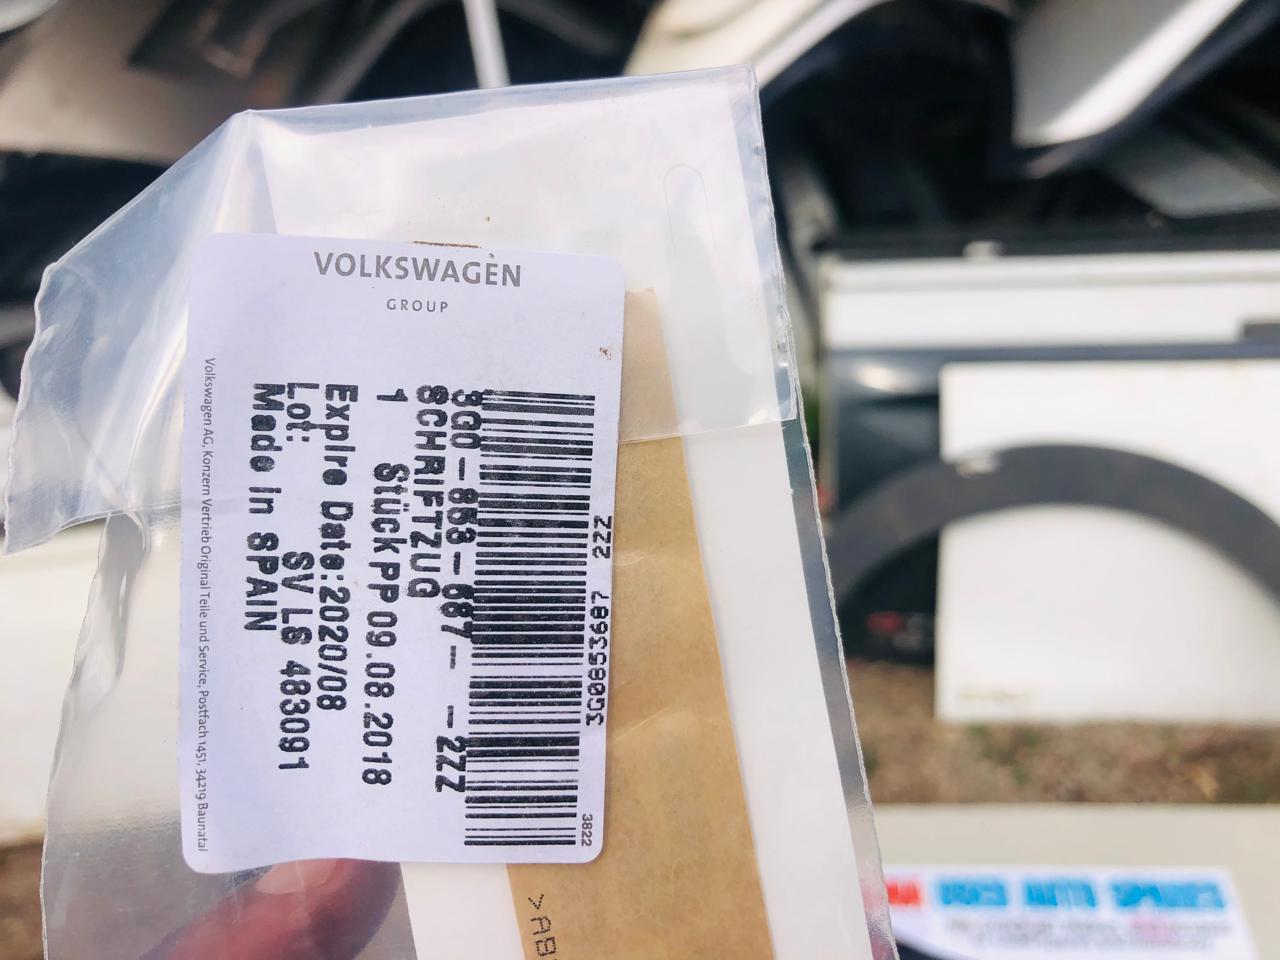 VOLKSWAGEN
GROUP
3G0853687 2ZZ
3822
3G0-853-687- -2ZZ
SCHRIFTZUG
1 Stück PP 09.08.2018
Expire Date:2020/08
Lot: SV LS 483091
Made in SPAIN
Volkswagen AG, Konzern Vertrieb Original Teile und Service, Postfach 1451, 34219 Baunatal